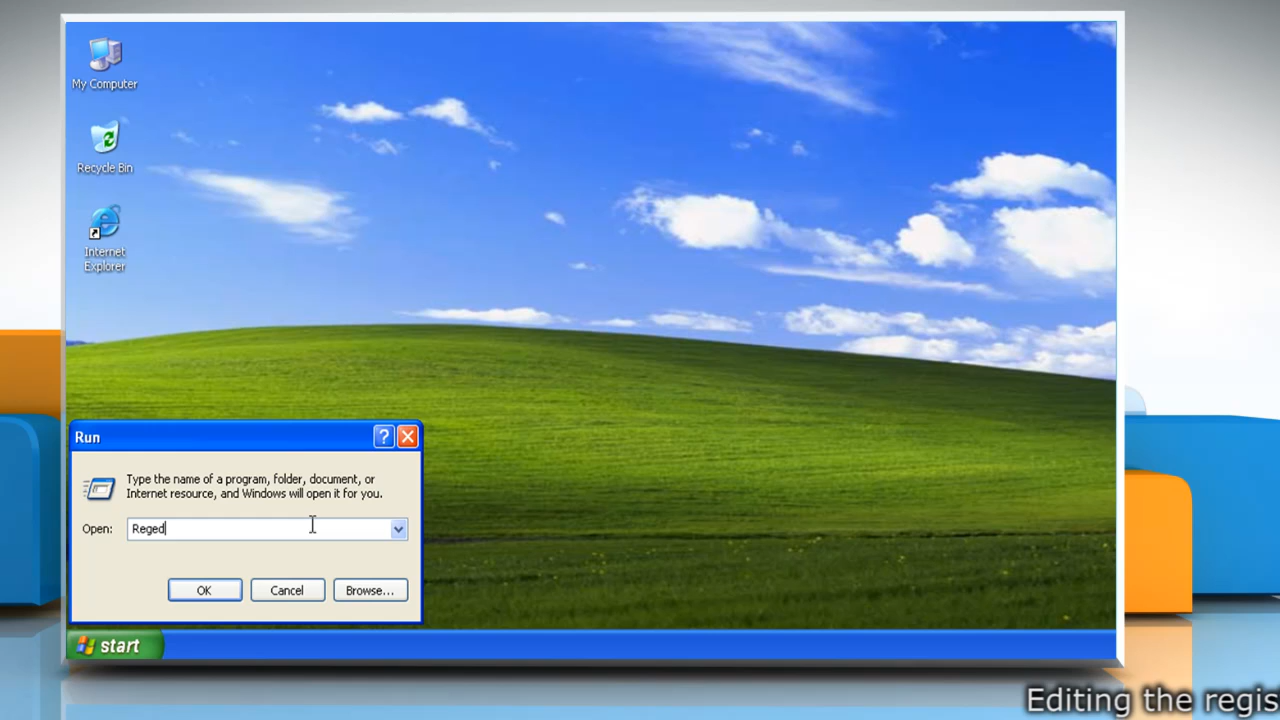 My Computer
Recycle Bin
Internet
Explorer
Run
?
Type the name of a program, folder, document, or
Internet resource, and Windows will open it for you.
Open: Reged
OK Cancel Browse...
start
Editing the regis